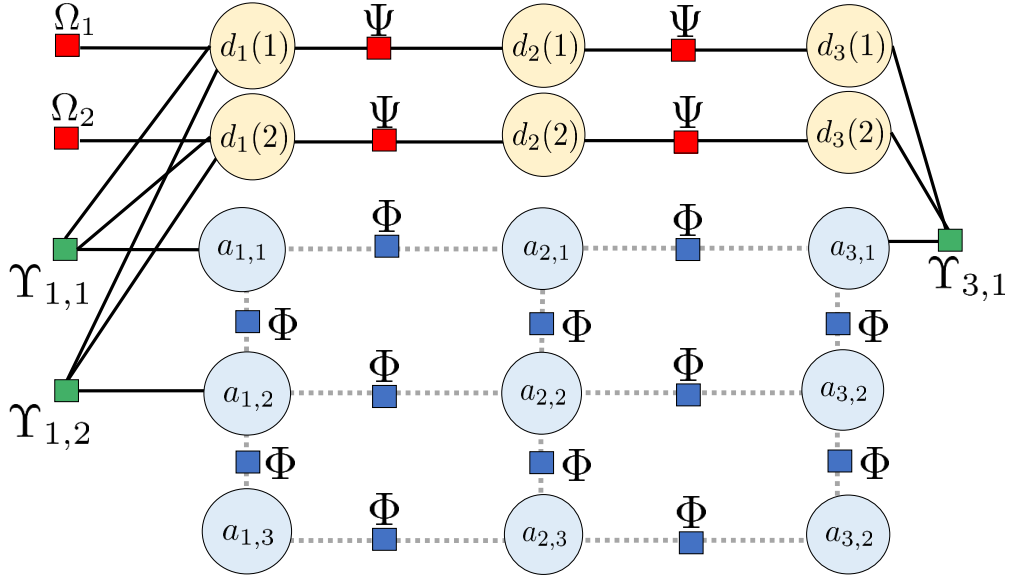 Ω₁ Ψ Ψ
d₁(1) d₂(1) d₃(1)
Ω₂ Ψ Ψ
d₁(2) d₂(2) d₃(2)
Φ Φ
a₁,₁ a₂,₁ a₃,₁
ϒ₁,₁ ϒ₃,₁
Φ Φ Φ
Φ Φ
a₁,₂ a₂,₂ a₃,₂
ϒ₁,₂
Φ Φ Φ
Φ Φ
a₁,₃ a₂,₃ a₃,₂